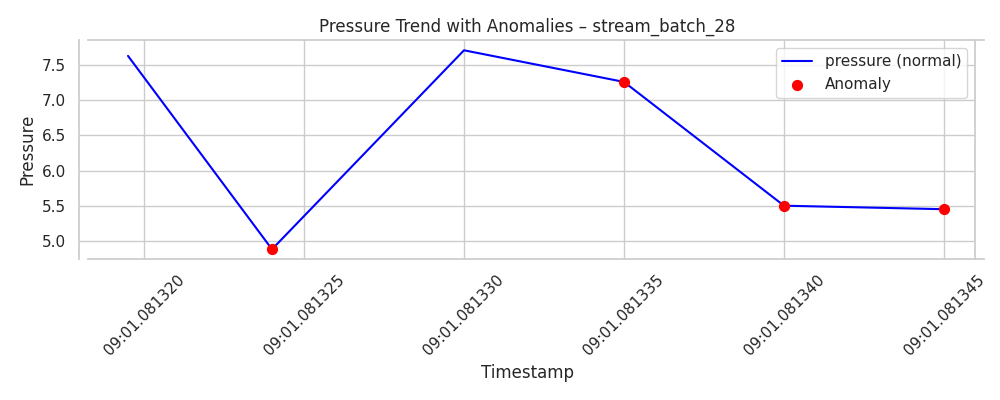 Pressure Trend with Anomalies – stream_batch_28
pressure (normal)
Anomaly
Pressure
7.5
7.0
6.5
6.0
5.5
5.0
09:01.081320
09:01.081325
09:01.081330
09:01.081335
09:01.081340
09:01.081345
Timestamp